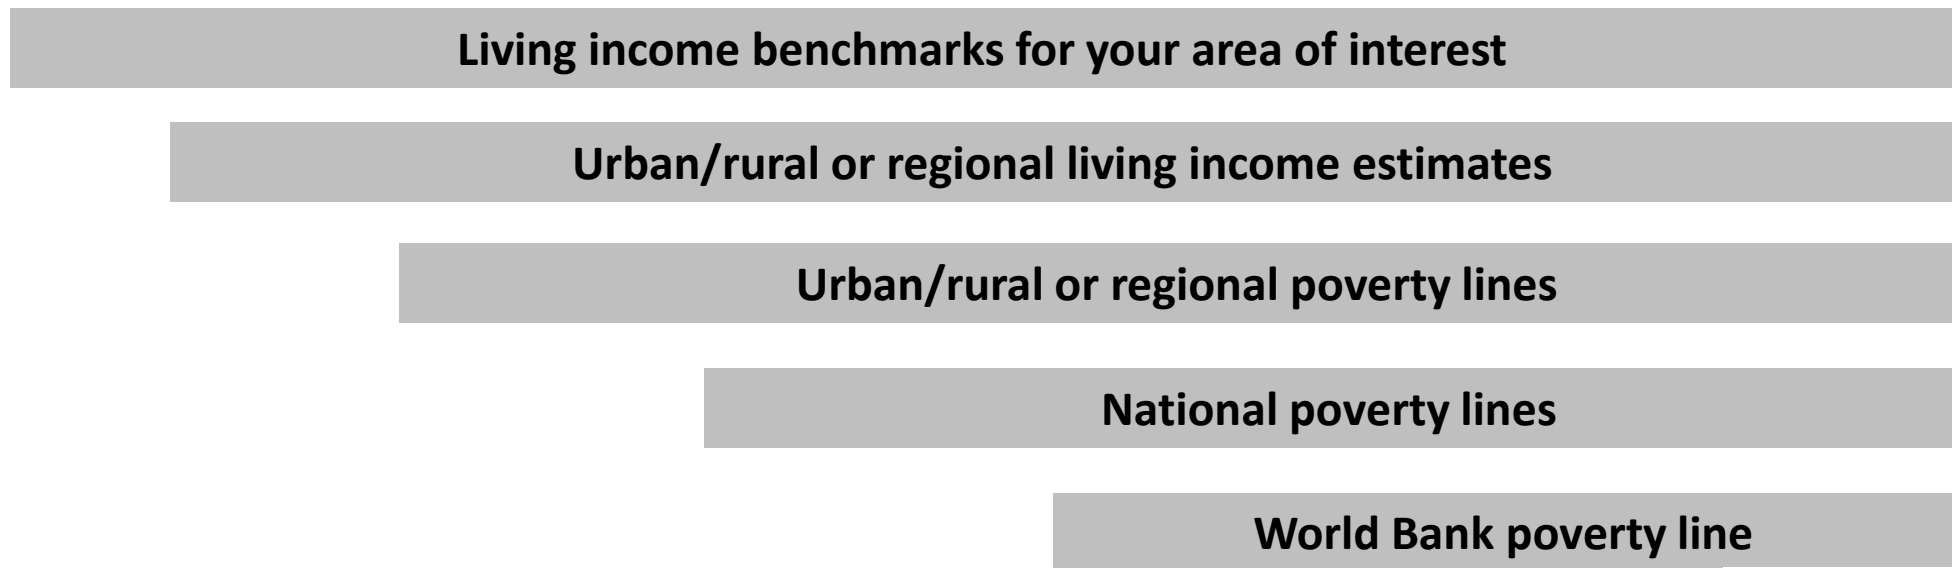 Living income benchmarks for your area of interest
Urban/rural or regional living income estimates
Urban/rural or regional poverty lines
National poverty lines
World Bank poverty line